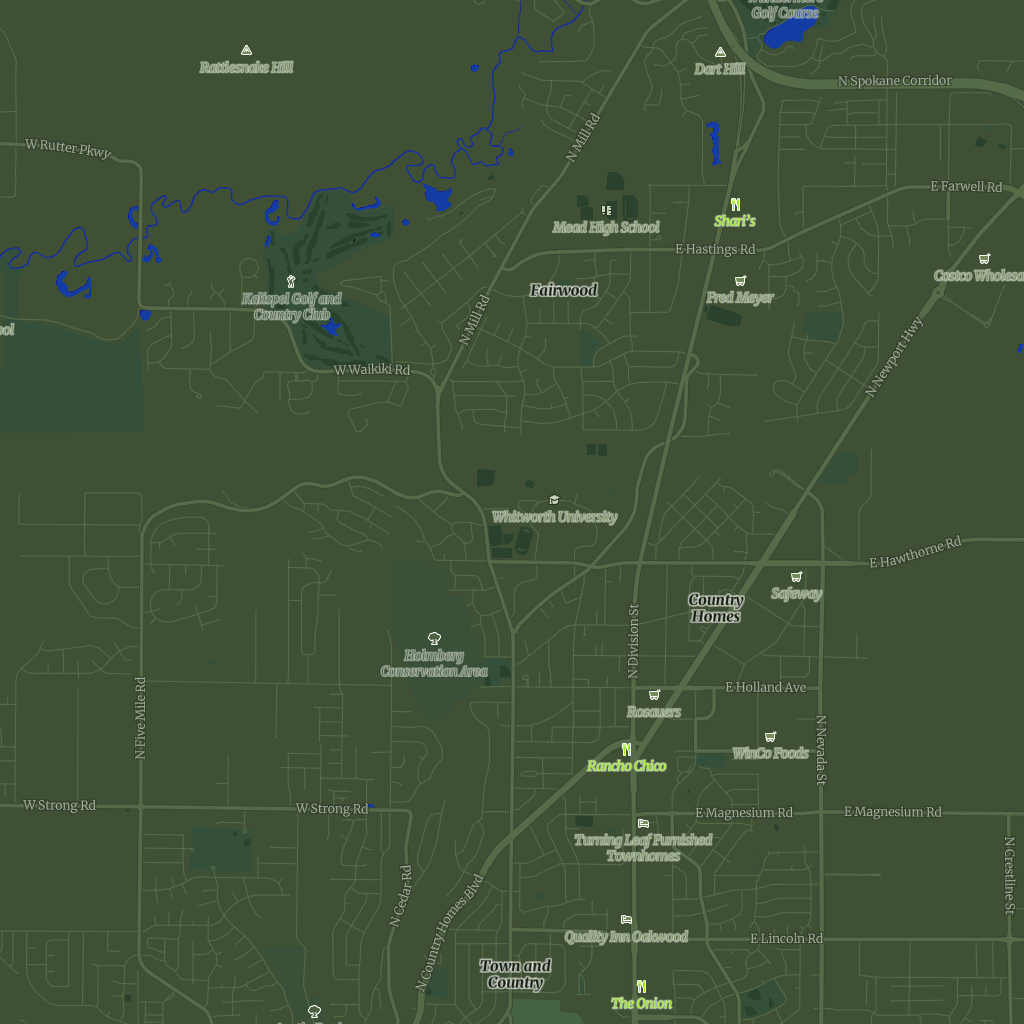 Golf Course
Rattlesnake Hill
Dart Hill
N Spokane Corridor
N Mill Rd
W Rutter Pkwy
E Farwell Rd
Shari's
Mead High School
E Hastings Rd
Costco Wholesa
Fairwood
Fred Meyer
Kalispel Golf and
Country Club
ool
N Mill Rd
N Newport Hwy
W Waikiki Rd
Whitworth University
E Hawthorne Rd
Safeway
Country
Homes
N Division St
Holmberg
Conservation Area
E Holland Ave
N Five Mile Rd
Rosauers
N Nevada St
WinCo Foods
Rancho Chico
W Strong Rd
W Strong Rd
E Magnesium Rd
E Magnesium Rd
Turning Leaf Furnished
Townhomes
N Crestline St
N Cedar Rd
N Country Homes Blvd
Quality Inn Oakwood
E Lincoln Rd
Town and
Country
The Onion